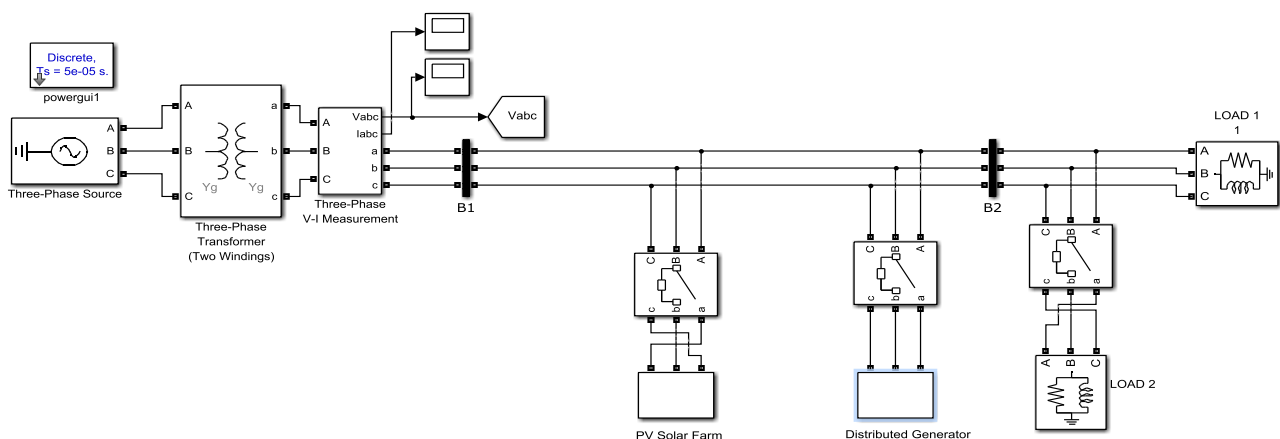 Discrete,
Ts = 5e-05 s.
powergui1
A
B
C
Three-Phase Source
A
B
C
a
b
c
Yg
Yg
Three-Phase
Transformer
(Two Windings)
A
B
C
Vabc
Iabc
a
b
c
Three-Phase
V-I Measurement
Vabc
B1
B2
LOAD 1
1
A
B
C
C
B
A
c
b
a
PV Solar Farm
C
B
A
c
b
a
Distributed Generator
C
B
A
c
b
a
A
B
C
LOAD 2